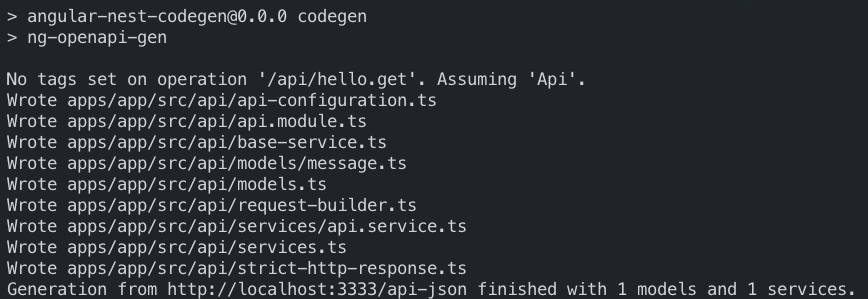 > angular-nest-codegen@0.0.0 codegen
> ng-openapi-gen

No tags set on operation '/api/hello.get'. Assuming 'Api'.
Wrote apps/app/src/api/api-configuration.ts
Wrote apps/app/src/api/api.module.ts
Wrote apps/app/src/api/base-service.ts
Wrote apps/app/src/api/models/message.ts
Wrote apps/app/src/api/models.ts
Wrote apps/app/src/api/request-builder.ts
Wrote apps/app/src/api/services/api.service.ts
Wrote apps/app/src/api/services.ts
Wrote apps/app/src/api/strict-http-response.ts
Generation from http://localhost:3333/api-json finished with 1 models and 1 services.